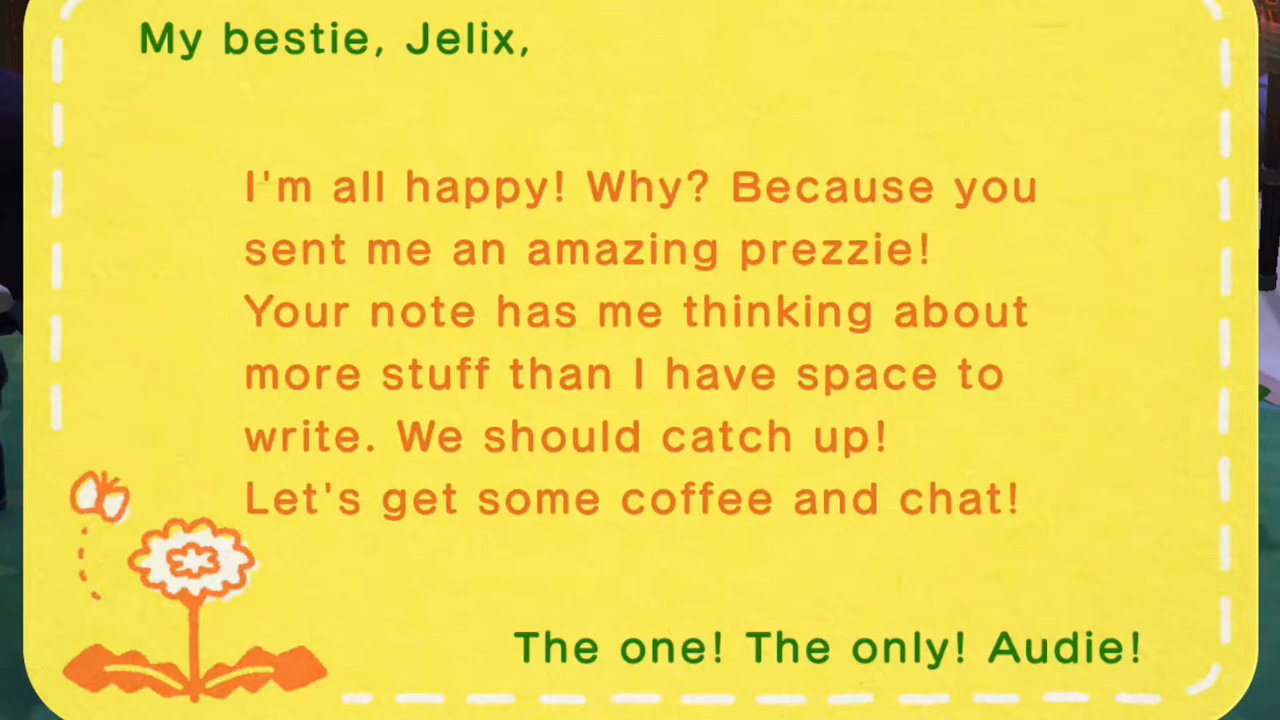 My bestie, Jelix,
I'm all happy! Why? Because you
sent me an amazing prezzie!
Your note has me thinking about
more stuff than I have space to
write. We should catch up!
Let's get some coffee and chat!
The one! The only! Audie!